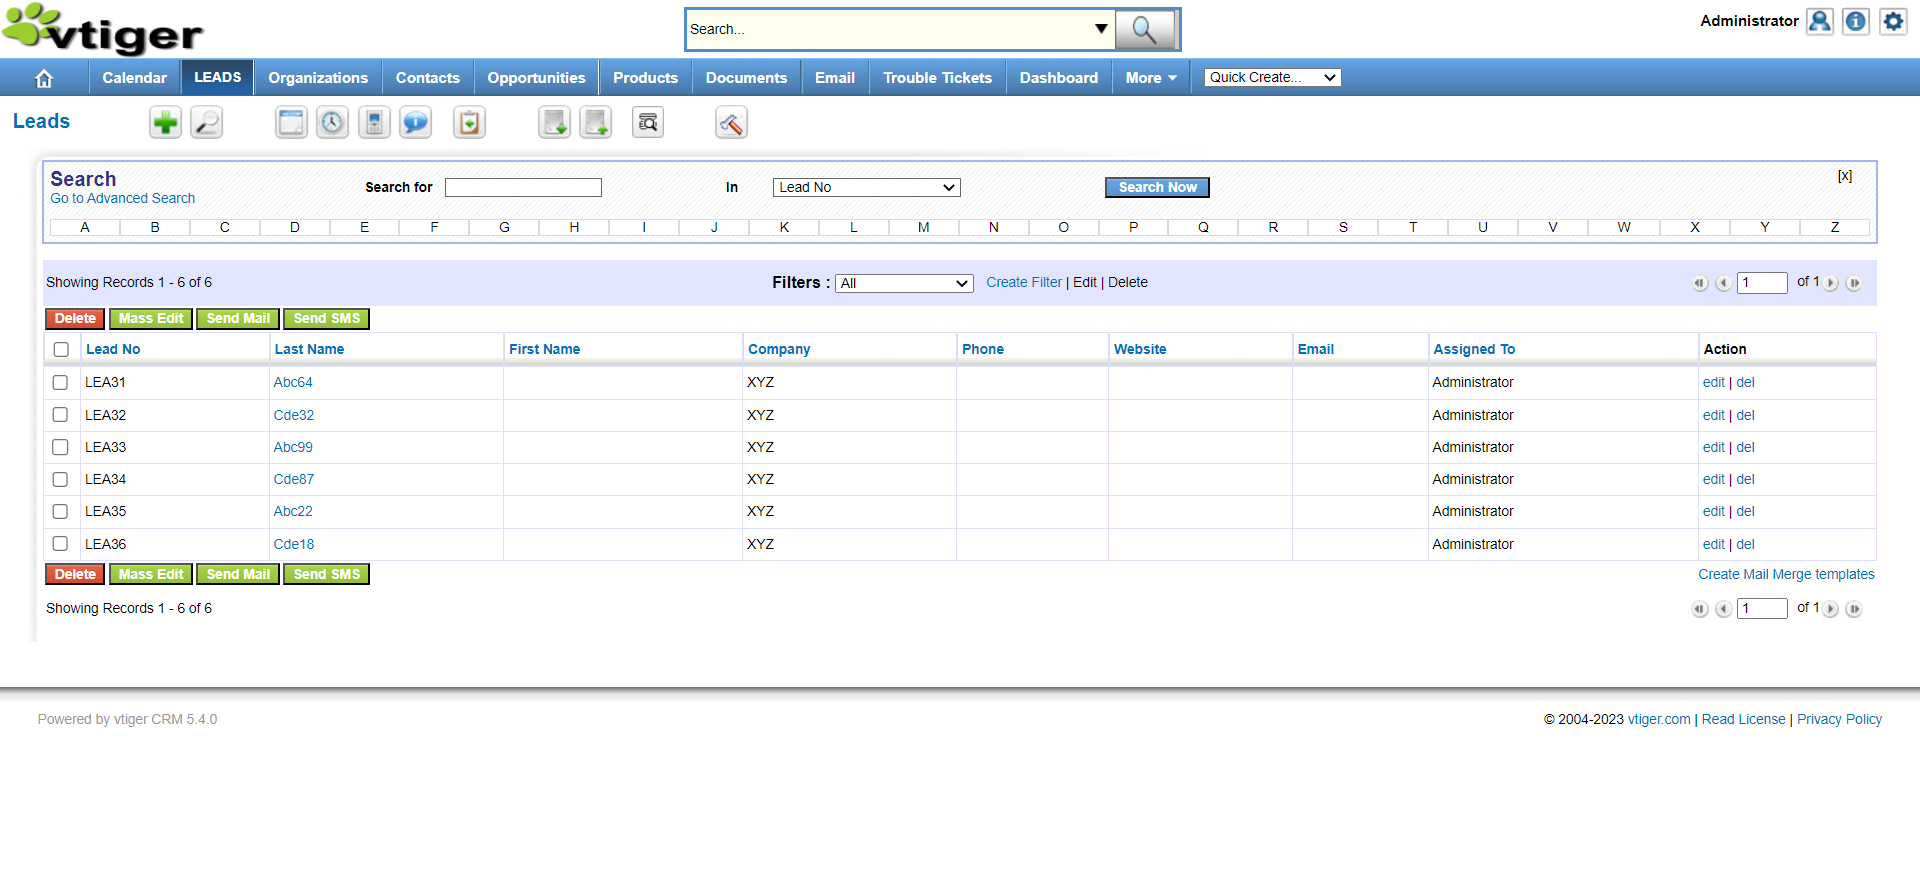 vtiger
Search...
Administrator
Calendar LEADS Organizations Contacts Opportunities Products Documents Email Trouble Tickets Dashboard More Quick Create...
Leads
Search
Go to Advanced Search
Search for In Lead No Search Now [x]
A B C D E F G H I J K L M N O P Q R S T U V W X Y Z
Showing Records 1 - 6 of 6 Filters : All Create Filter | Edit | Delete 1 of 1
Delete Mass Edit Send Mail Send SMS
Lead No Last Name First Name Company Phone Website Email Assigned To Action
LEA31 Abc64 XYZ Administrator edit | del
LEA32 Cde32 XYZ Administrator edit | del
LEA33 Abc99 XYZ Administrator edit | del
LEA34 Cde87 XYZ Administrator edit | del
LEA35 Abc22 XYZ Administrator edit | del
LEA36 Cde18 XYZ Administrator edit | del
Delete Mass Edit Send Mail Send SMS Create Mail Merge templates
Showing Records 1 - 6 of 6 1 of 1
Powered by vtiger CRM 5.4.0 © 2004-2023 vtiger.com | Read License | Privacy Policy